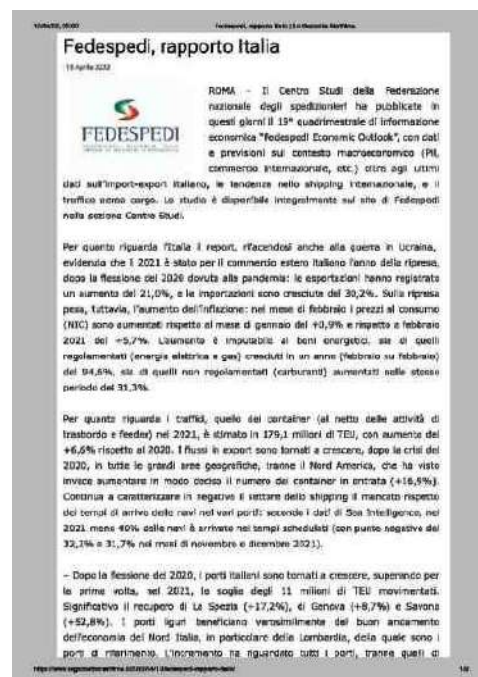 Fedespedi, rapporto Italia
15 Aprile 2022
FEDESPEDI
ROMA – Il Centro Studi della Federazione
nazionale degli spedizionieri ha pubblicato in
questi giorni il 19° quadrimestrale di informazione
economica "Fedespedi Economic Outlook", con dati
e previsioni sul contesto macroeconomico (PIL,
commercio internazionale, etc.) oltre agli ultimi
dati sull'import-export italiano, le tendenze nello shipping internazionale, e il
traffico aereo cargo. Lo studio è disponibile integralmente sul sito di Fedespedi
nella sezione Centro Studi.
Per quanto riguarda l'Italia il report, rifacendosi anche alla guerra in Ucraina,
evidenzia che il 2021 è stato per il commercio estero italiano l'anno della ripresa,
dopo la flessione del 2020 dovuta alla pandemia: le esportazioni hanno registrato
un aumento del 21,0%, e le importazioni sono cresciute del 30,2%. Sulla ripresa
pesa, tuttavia, l'aumento dell'inflazione: nel mese di febbraio i prezzi al consumo
(NIC) sono aumentati rispetto al mese di gennaio del +0,9% e rispetto a febbraio
2021 del +5,7%. L'aumento è imputabile ai beni energetici, sia di quelli
regolamentati (energia elettrica e gas) cresciuti in un anno (febbraio su febbraio)
del 94,6%, sia di quelli non regolamentati (carburanti) aumentati nello stesso
periodo del 31,3%.
Per quanto riguarda i traffici, quello dei container (al netto delle attività di
trasbordo e feeder) nel 2021, è stimato in 179,1 milioni di TEU, con aumento del
+6,6% rispetto al 2020. I flussi in export sono tornati a crescere, dopo la crisi del
2020, in tutte le grandi aree geografiche, tranne il Nord America, che ha visto
invece aumentare in modo deciso il numero dei container in entrata (+16,9%).
Continua a caratterizzare in negativo il settore dello shipping il mancato rispetto
dei tempi di arrivo delle navi nei vari porti: secondo i dati di Sea Intelligence, nel
2021 meno 40% delle navi è arrivato nei tempi schedulati (con punte negative del
32,2% e 31,7% nei mesi di novembre e dicembre 2021).
– Dopo la flessione del 2020, i porti italiani sono tornati a crescere, superando per
la prima volta, nel 2021, la soglia degli 11 milioni di TEU movimentati.
Significativo il recupero di La Spezia (+17,2%), di Genova (+8,7%) e Savona
(+52,8%). I porti liguri beneficiano verosimilmente del buon andamento
dell'economia del Nord Italia, in particolare della Lombardia, della quale sono i
porti di riferimento. L'incremento ha riguardato tutti i porti, tranne quelli di